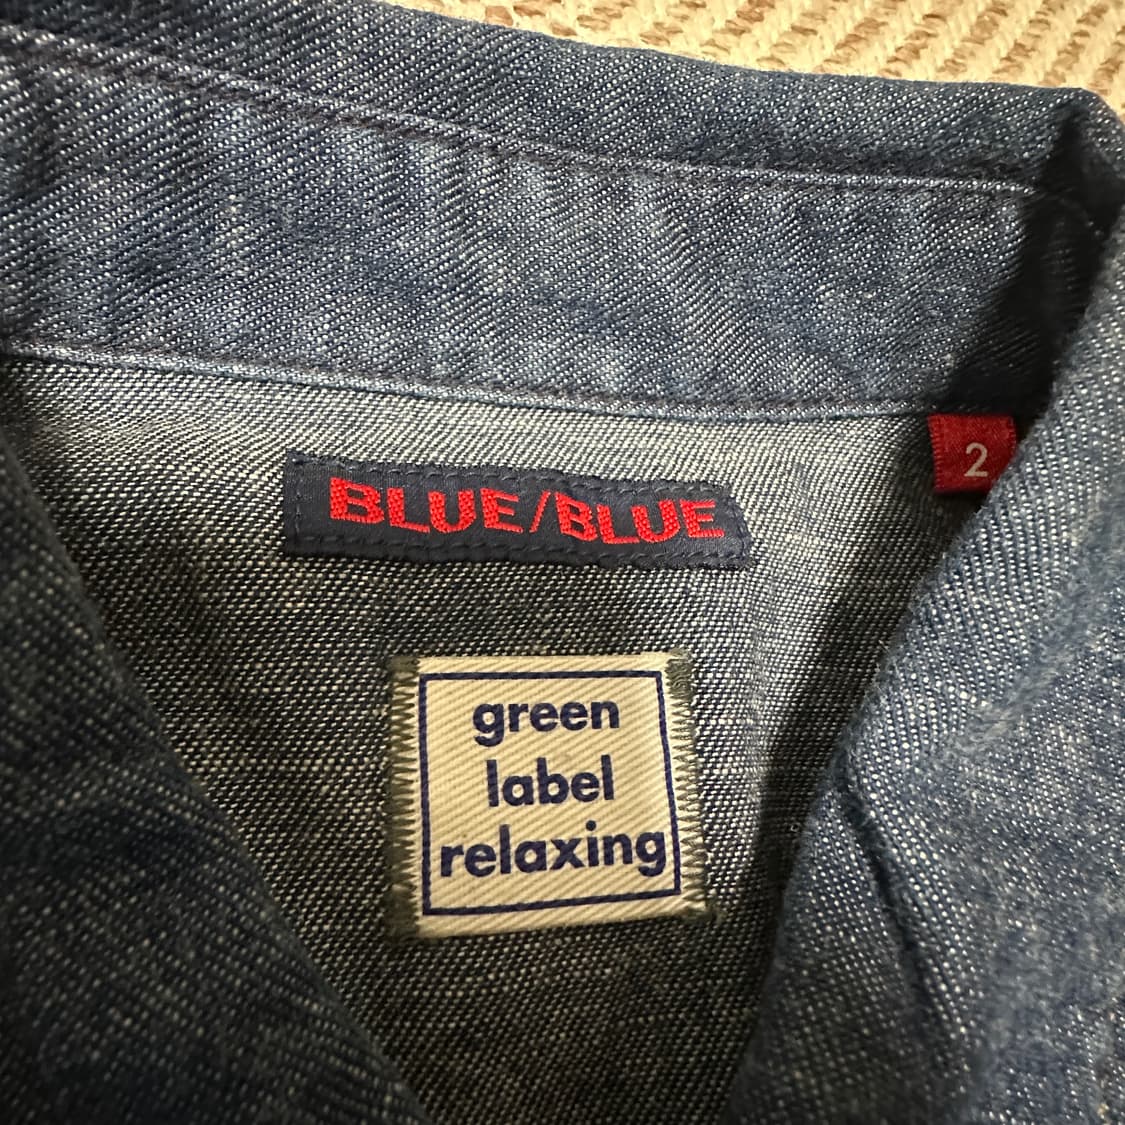 2
BLUE/BLUE
green
label
relaxing